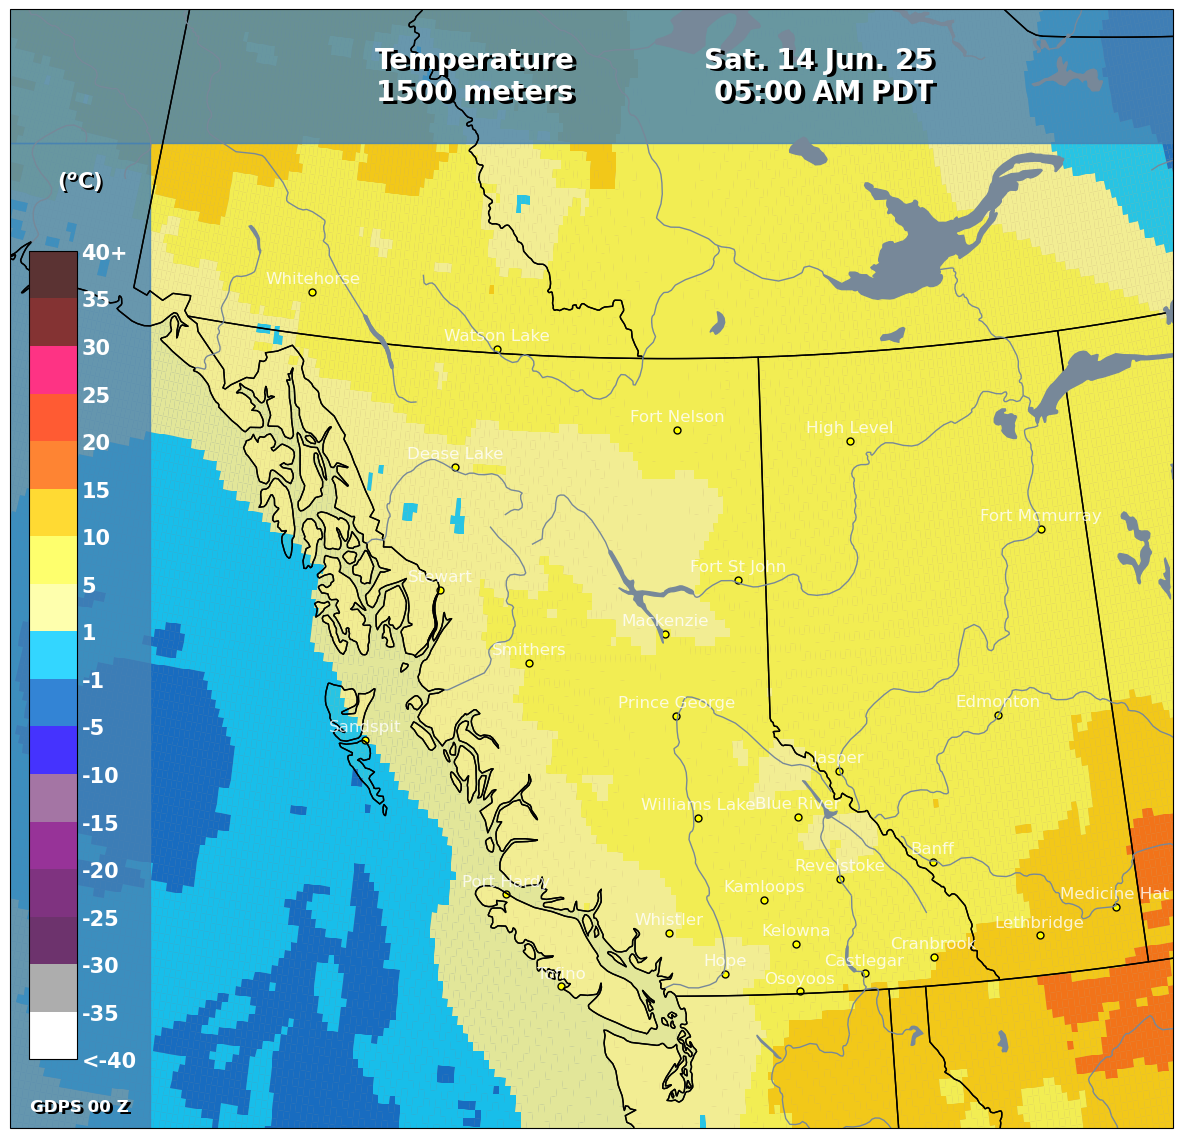 Temperature
1500 meters
Sat. 14 Jun. 25
05:00 AM PDT
(°C)
40+
35
30
25
20
15
10
5
1
-1
-5
-10
-15
-20
-25
-30
-35
<-40
GDPS 00 Z
Whitehorse
Watson Lake
Fort Nelson
High Level
Dease Lake
Fort Mcmurray
Fort St John
Stewart
Mackenzie
Smithers
Prince George
Edmonton
Sandspit
Jasper
Williams Lake
Blue River
Banff
Revelstoke
Port Hardy
Kamloops
Medicine Hat
Whistler
Lethbridge
Kelowna
Cranbrook
Hope
Castlegar
Tofino
Osoyoos